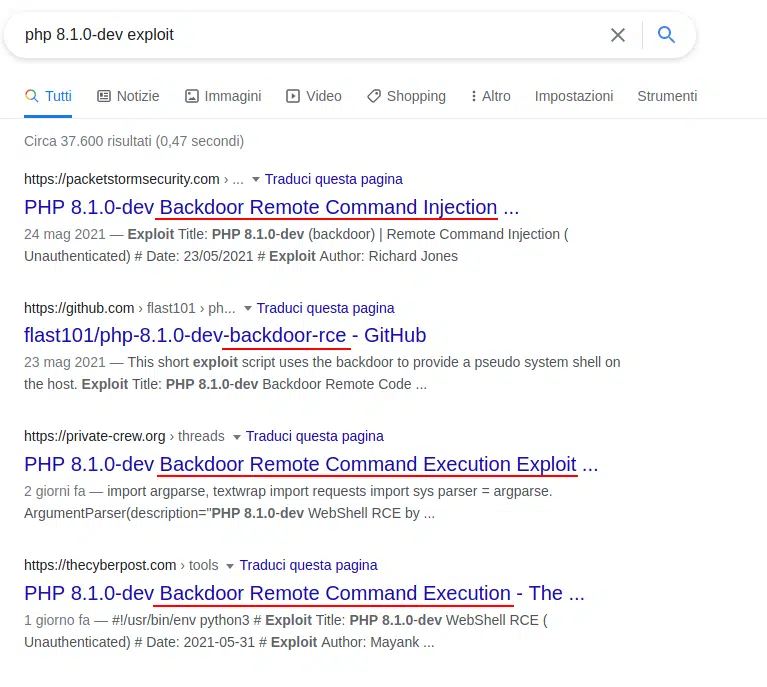 php 8.1.0-dev exploit
Tutti Notizie Immagini Video Shopping Altro Impostazioni Strumenti
Circa 37.600 risultati (0,47 secondi)
https://packetstormsecurity.com › ... Traduci questa pagina
PHP 8.1.0-dev Backdoor Remote Command Injection ...
24 mag 2021 — Exploit Title: PHP 8.1.0-dev (backdoor) | Remote Command Injection (
Unauthenticated) # Date: 23/05/2021 # Exploit Author: Richard Jones
https://github.com › flast101 › ph... Traduci questa pagina
flast101/php-8.1.0-dev-backdoor-rce - GitHub
23 mag 2021 — This short exploit script uses the backdoor to provide a pseudo system shell on
the host. Exploit Title: PHP 8.1.0-dev Backdoor Remote Code ...
https://private-crew.org › threads Traduci questa pagina
PHP 8.1.0-dev Backdoor Remote Command Execution Exploit ...
2 giorni fa — import argparse, textwrap import requests import sys parser = argparse.
ArgumentParser(description="PHP 8.1.0-dev WebShell RCE by ...
https://thecyberpost.com › tools Traduci questa pagina
PHP 8.1.0-dev Backdoor Remote Command Execution - The ...
1 giorno fa — #!/usr/bin/env python3 # Exploit Title: PHP 8.1.0-dev WebShell RCE (
Unauthenticated) # Date: 2021-05-31 # Exploit Author: Mayank ...